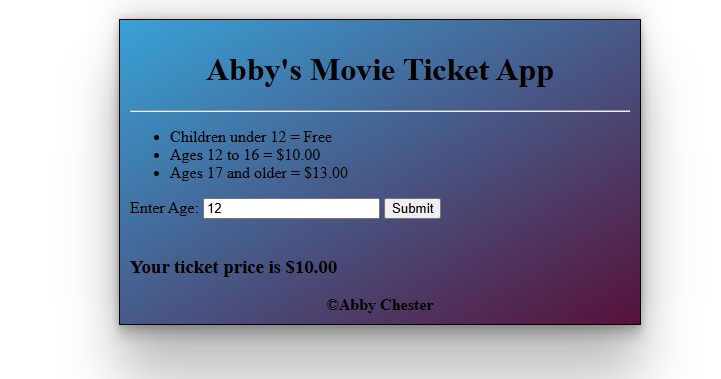 Abby's Movie Ticket App
Children under 12 = Free
Ages 12 to 16 = $10.00
Ages 17 and older = $13.00
Enter Age: 12 Submit
Your ticket price is $10.00
©Abby Chester